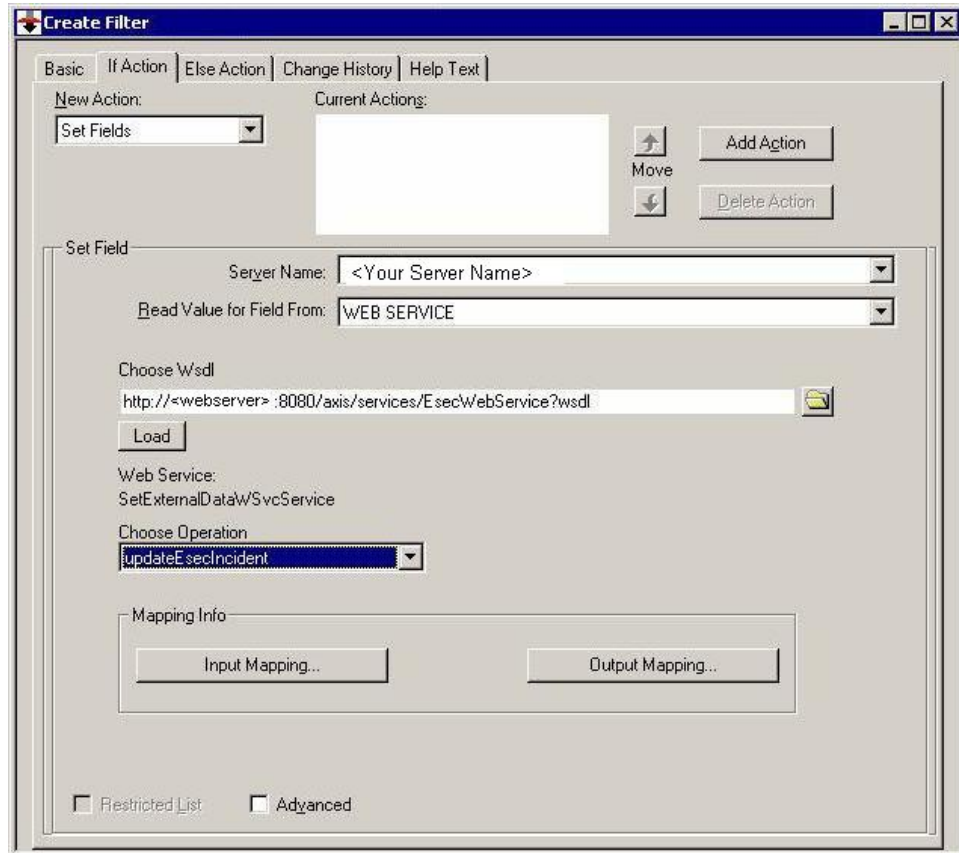 Create Filter
Basic If Action Else Action Change History Help Text
New Action:
Current Actions:
Set Fields
Add Action
Move
Delete Action
Set Field
Server Name: <Your Server Name>
Read Value for Field From: WEB SERVICE
Choose Wsdl
http://<webserver> :8080/axis/services/EsecWebService?wsdl
Load
Web Service:
SetExternalDataWSvcService
Choose Operation
updateEsecIncident
Mapping Info
Input Mapping... Output Mapping...
Restricted List Advanced